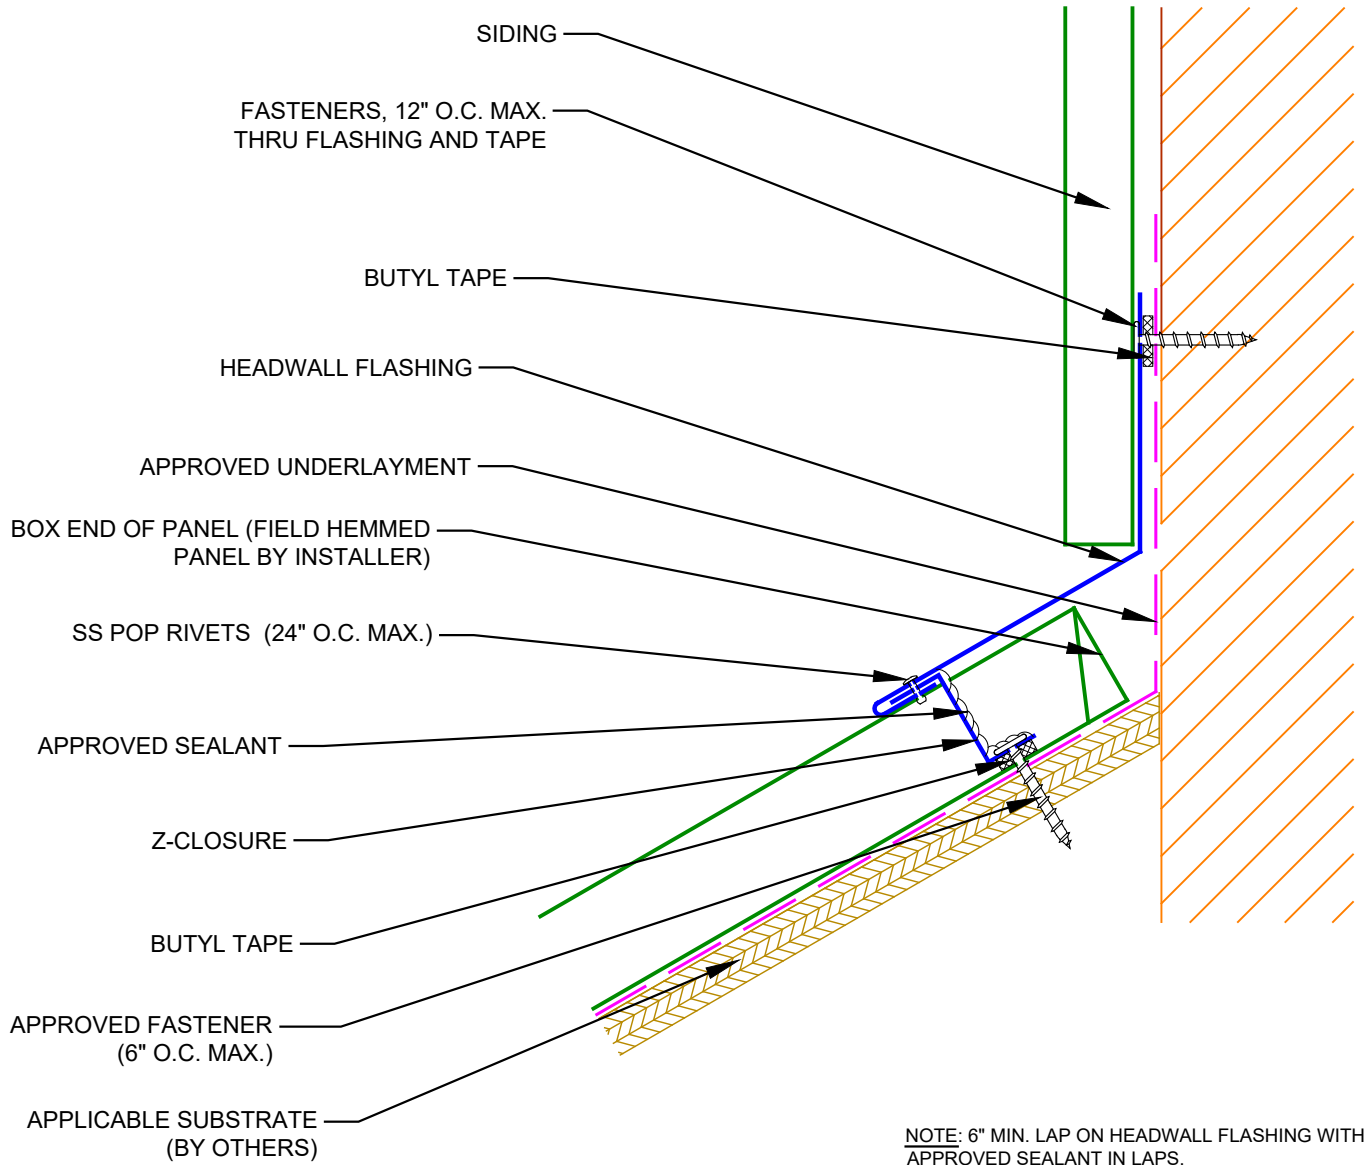 SIDING
FASTENERS, 12" O.C. MAX.
THRU FLASHING AND TAPE
BUTYL TAPE
HEADWALL FLASHING
APPROVED UNDERLAYMENT
BOX END OF PANEL (FIELD HEMMED
PANEL BY INSTALLER)
SS POP RIVETS (24" O.C. MAX.)
APPROVED SEALANT
Z-CLOSURE
BUTYL TAPE
APPROVED FASTENER
(6" O.C. MAX.)
APPLICABLE SUBSTRATE
(BY OTHERS)
NOTE: 6" MIN. LAP ON HEADWALL FLASHING WITH
APPROVED SEALANT IN LAPS.